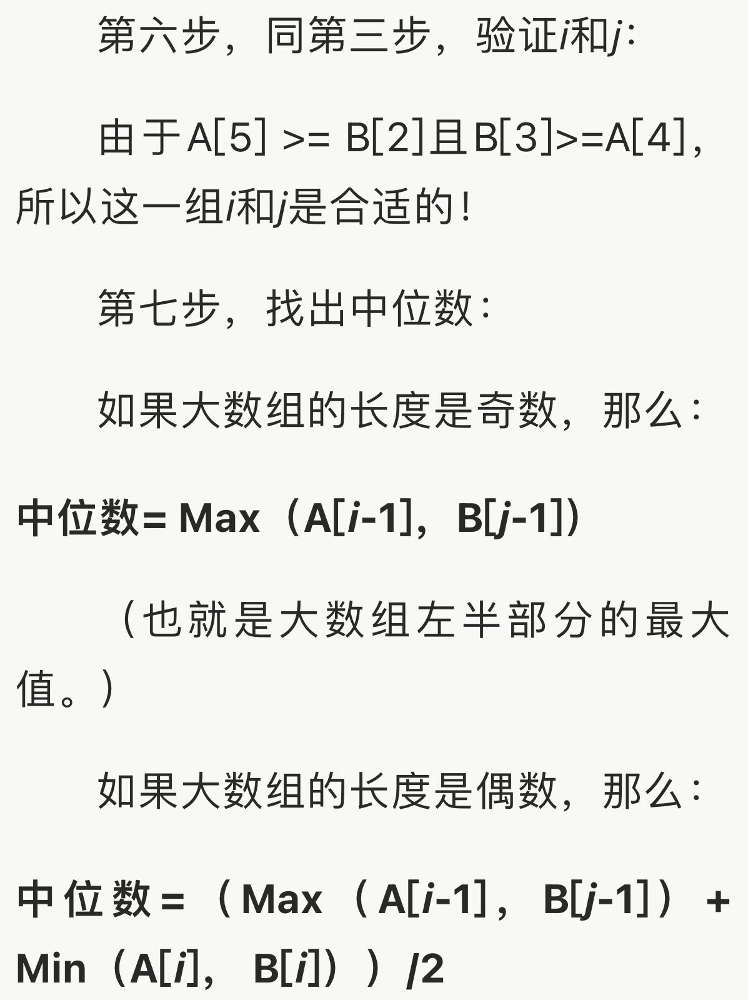 第六步，同第三步，验证i和j：
由于A[5] >= B[2]且B[3]>=A[4]，
所以这一组i和j是合适的！
第七步，找出中位数：
如果大数组的长度是奇数，那么：
中位数= Max（A[i-1]，B[j-1]）
（也就是大数组左半部分的最大
值。）
如果大数组的长度是偶数，那么：
中位数=（Max（A[i-1]，B[j-1]）+
Min（A[i]，B[i]））/2